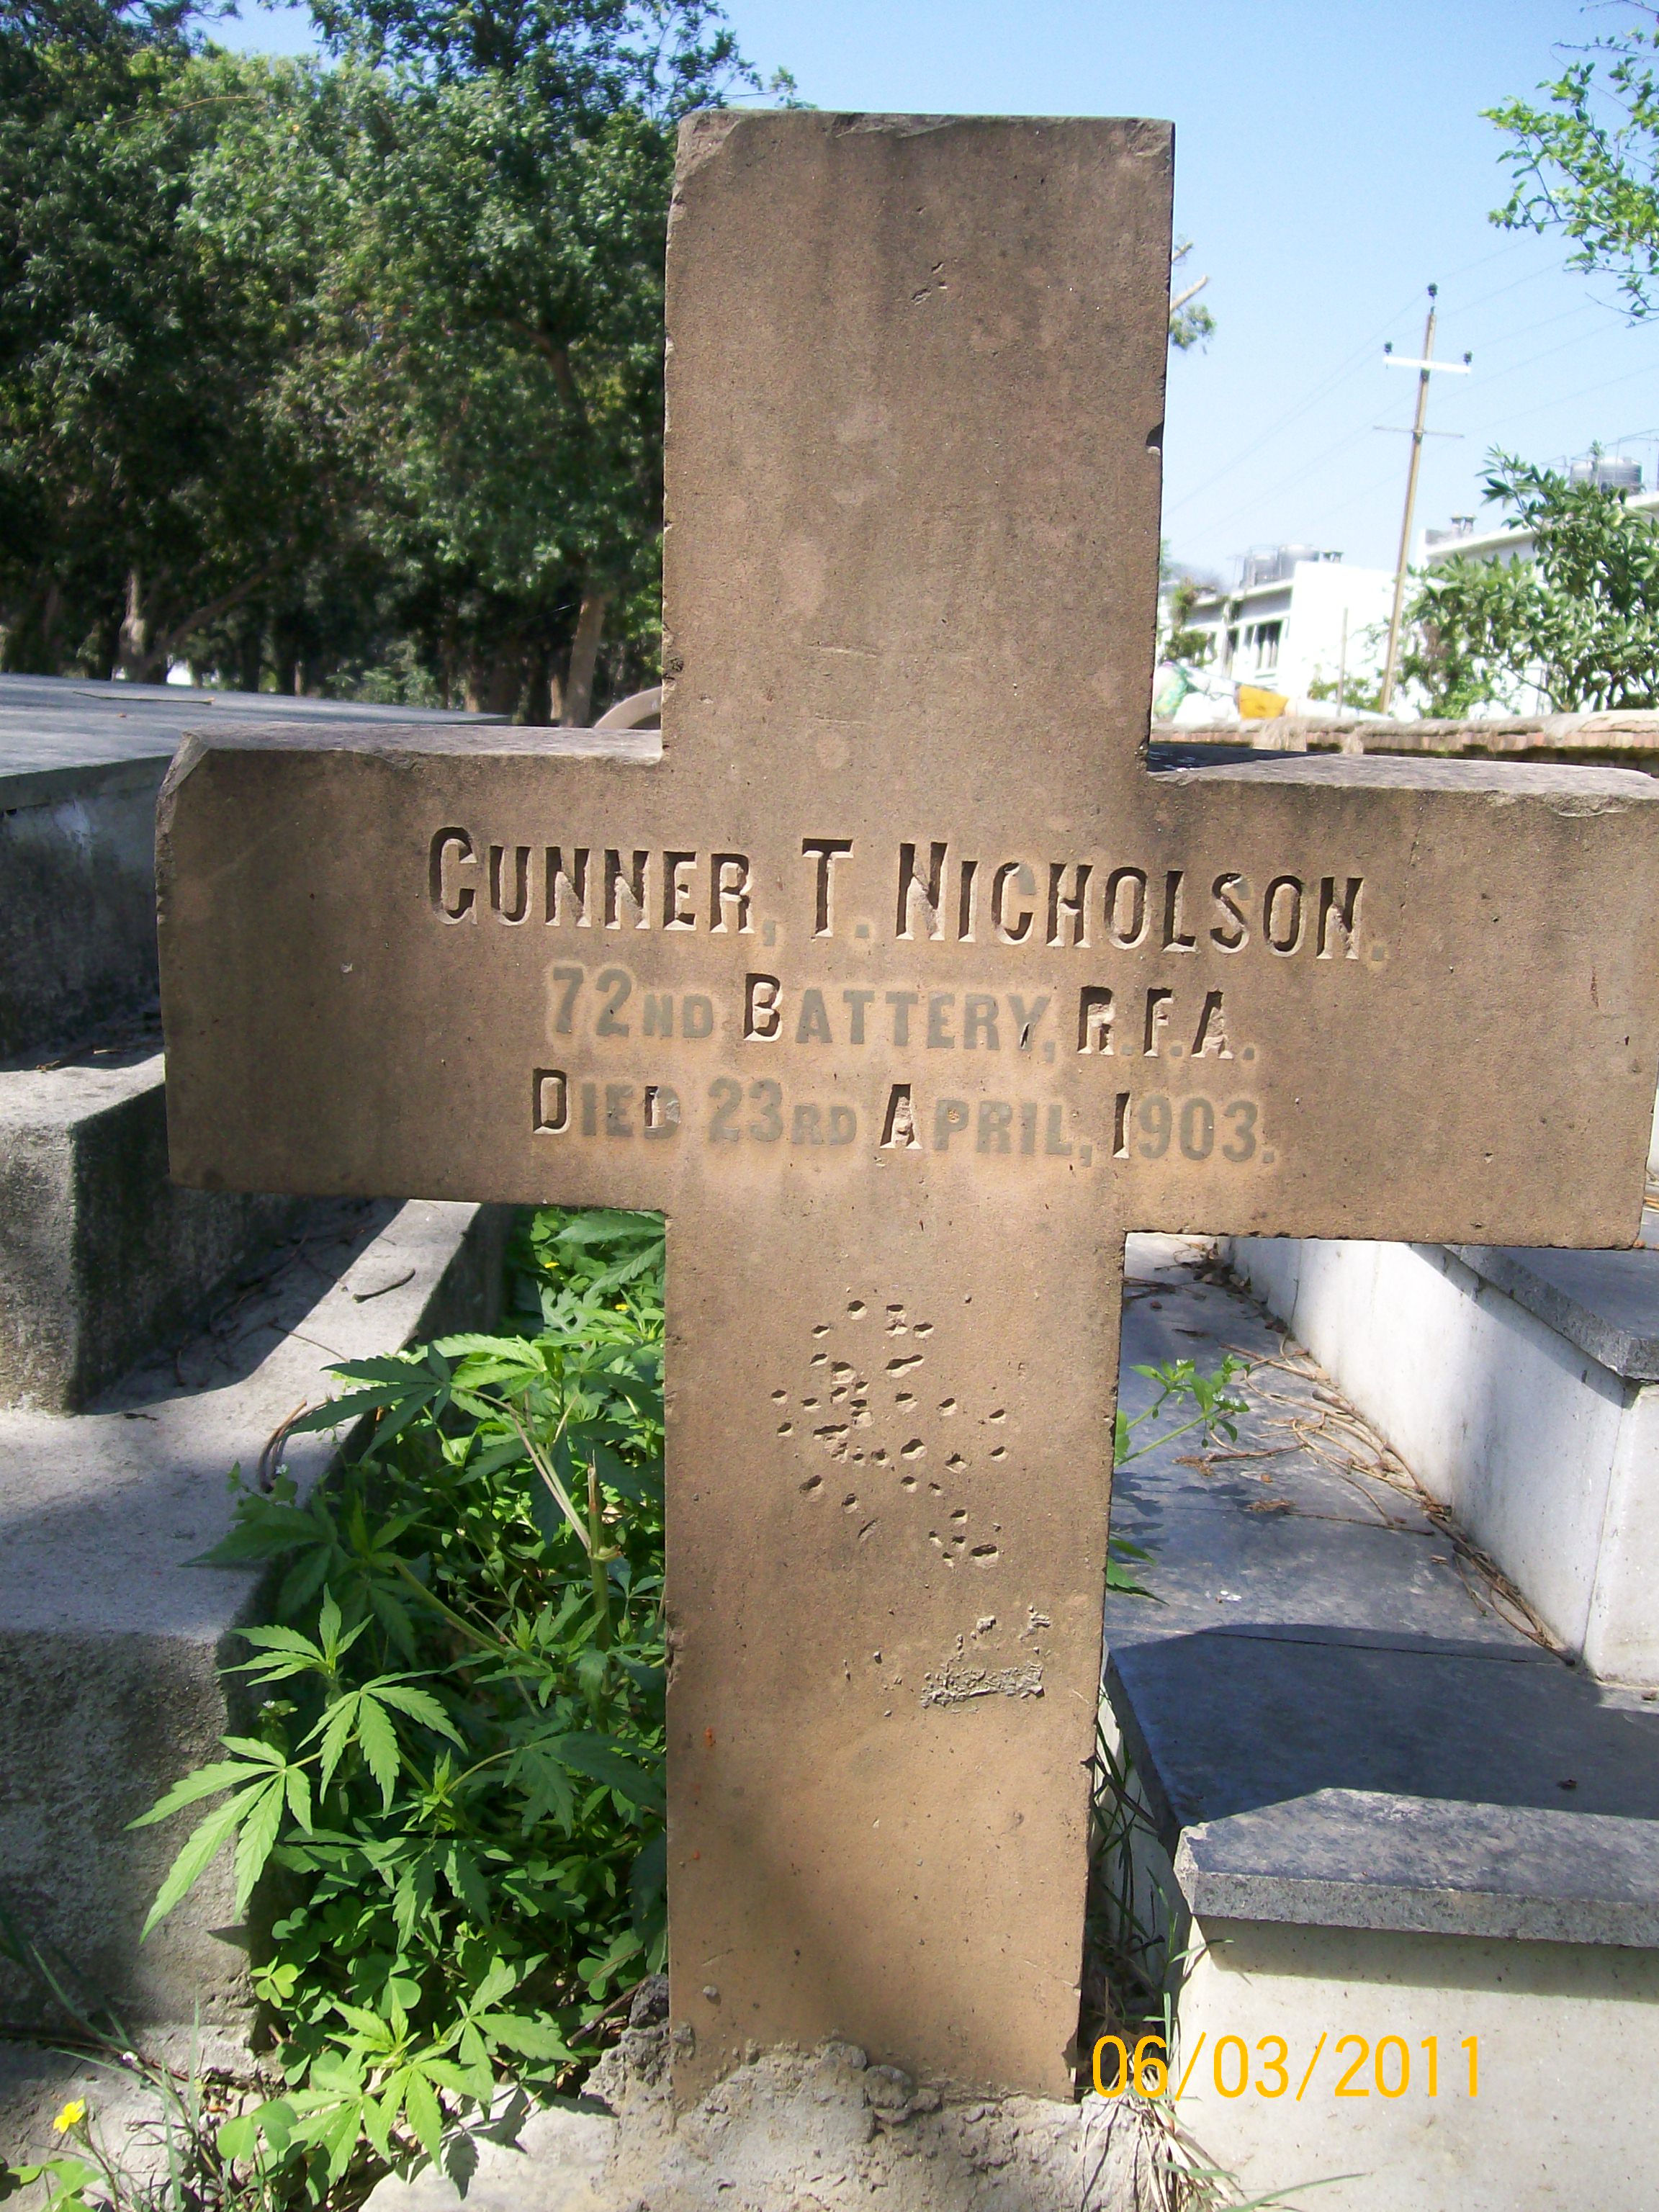 GUNNER, T. NICHOLSON.
72ND BATTERY, R.F.A.
DIED 23RD APRIL, 1903.
06/03/2011